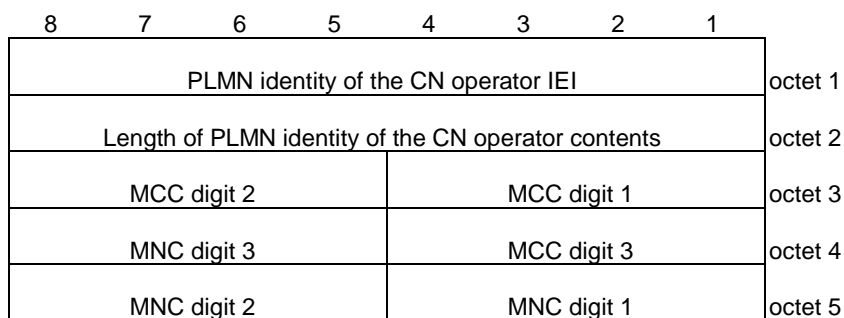 8 7 6 5 4 3 2 1
PLMN identity of the CN operator IEI octet 1
Length of PLMN identity of the CN operator contents octet 2
MCC digit 2 MCC digit 1 octet 3
MNC digit 3 MCC digit 3 octet 4
MNC digit 2 MNC digit 1 octet 5